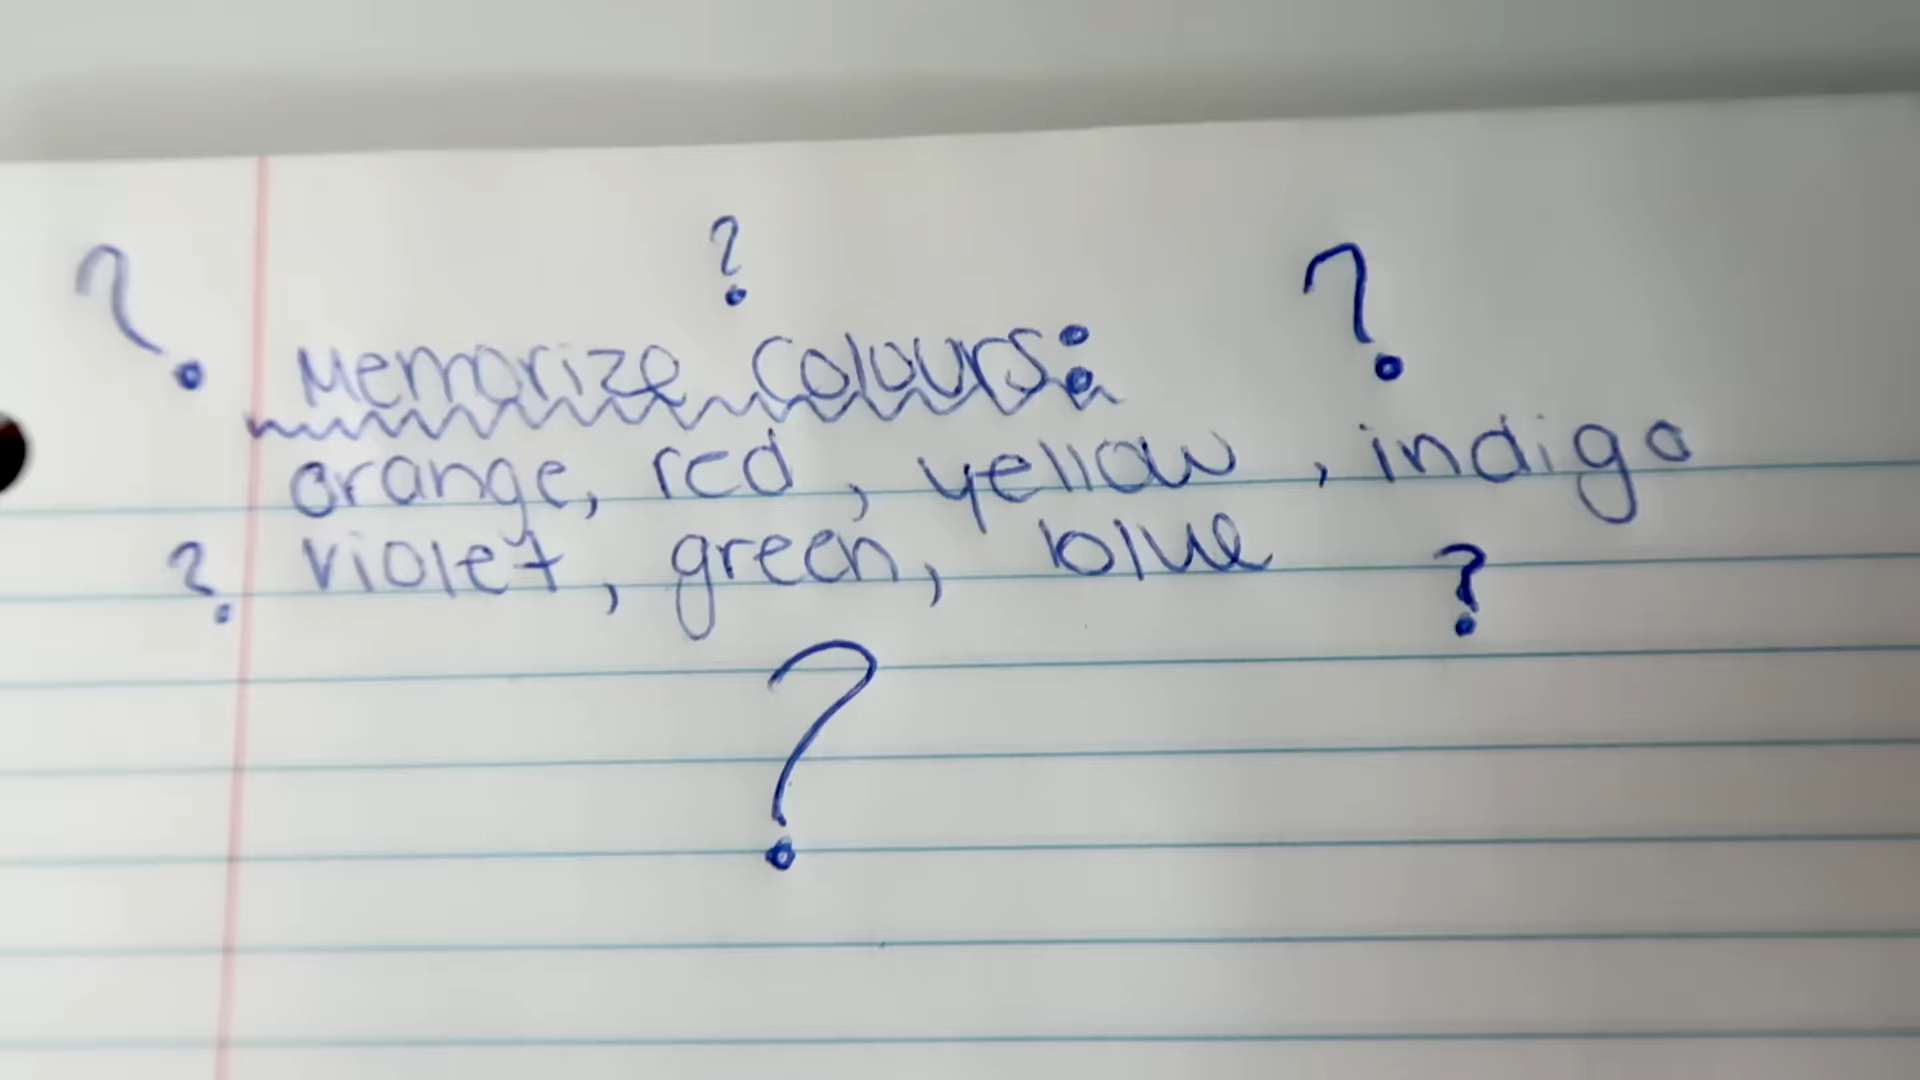 ?
? ?
Memorize Colours:
orange, red, yellow, indigo
? violet, green, blue ?
?